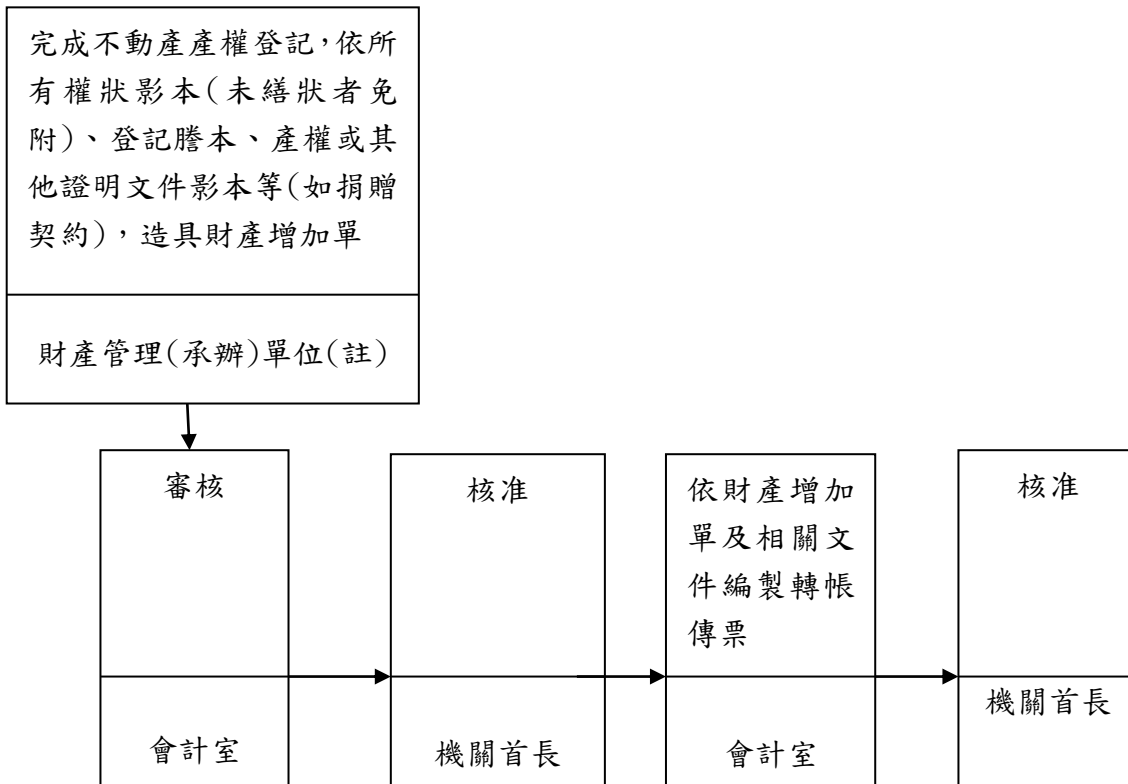 完成不動產產權登記，依所
有權狀影本(未繕狀者免
附)、登記謄本、產權或其
他證明文件影本等(如捐贈
契約)，造具財產增加單
財產管理(承辦)單位(註)
審核
會計室
核准
機關首長
依財產增加
單及相關文
件編製轉帳
傳票
會計室
核准
機關首長